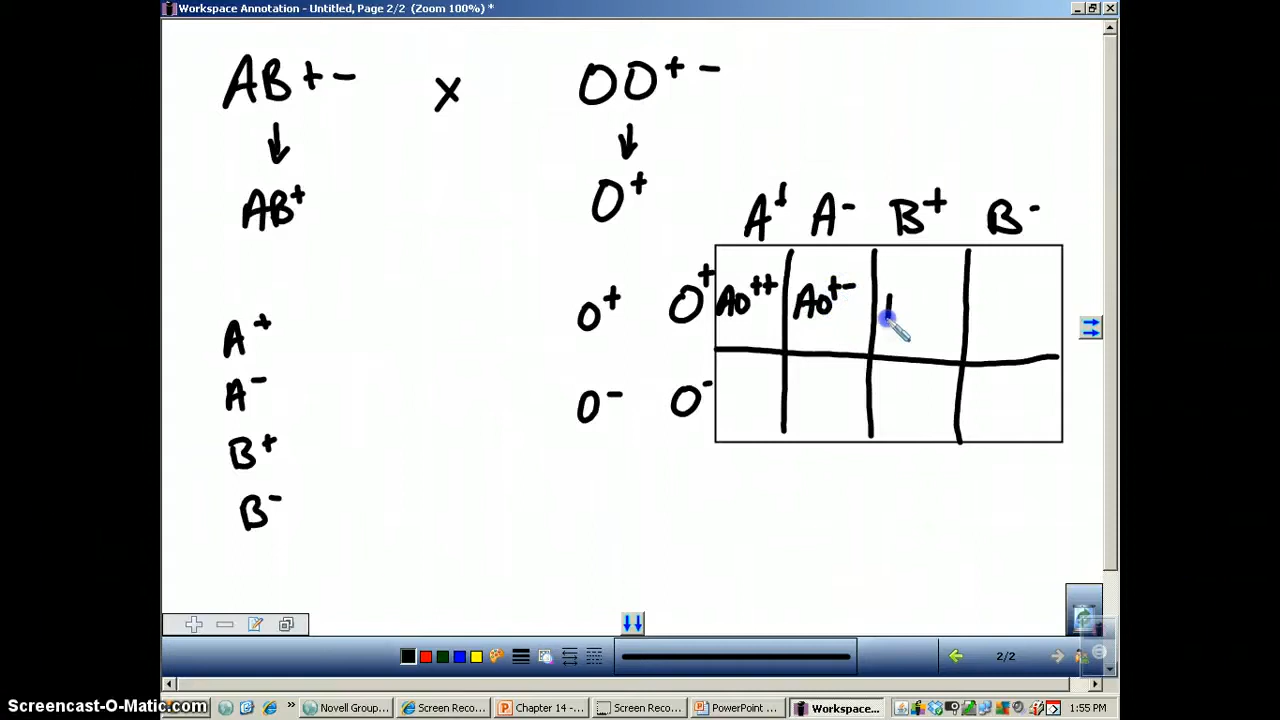 Workspace Annotation - Untitled, Page 2/2 (Zoom 100%) *
AB+- x OO+-
AB+ O+
A+ A- B+ B-
O+ O+ AO++ AO+-
A+
A- O- O-
B+
B-
2/2
Screencast-O-Matic.com
Novell Group...
Screen Reco...
Chapter 14 -...
Screen Reco...
PowerPoint ...
Workspace...
1:55 PM